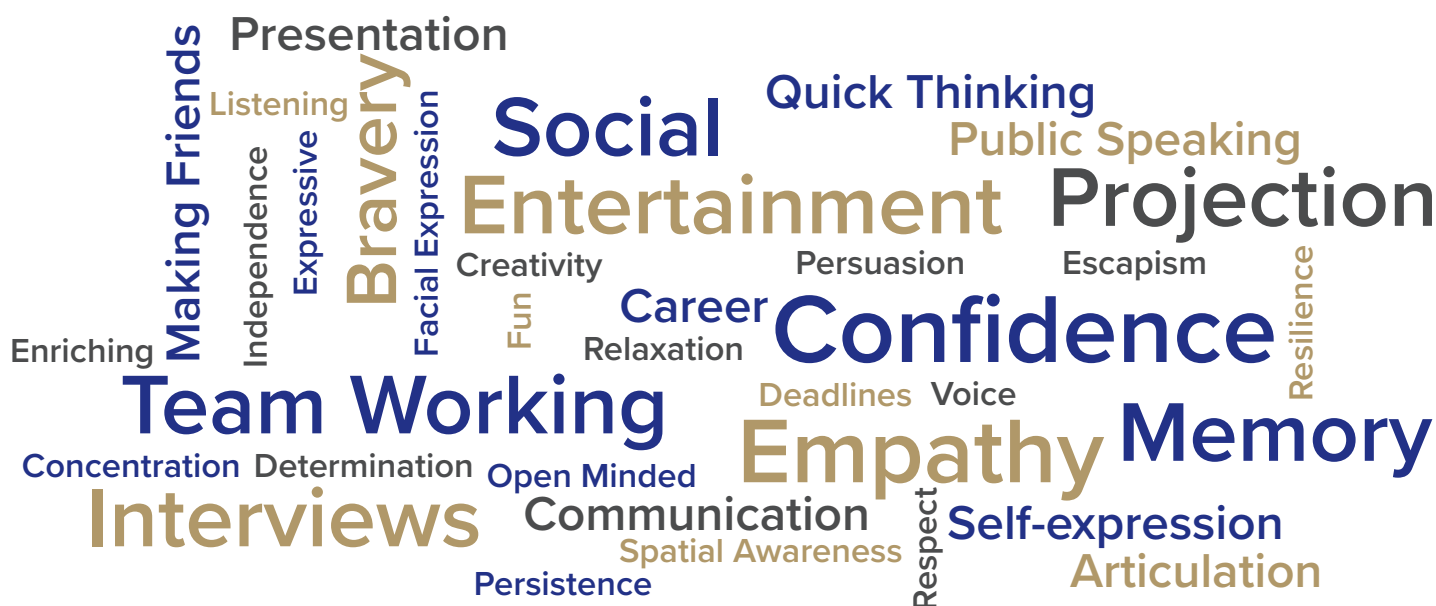 Presentation
Making Friends
Listening
Bravery
Independence
Expressive
Facial Expression
Social
Quick Thinking
Public Speaking
Entertainment
Projection
Creativity
Persuasion
Escapism
Resilience
Fun
Career
Confidence
Enriching
Relaxation
Team Working
Deadlines
Voice
Empathy
Memory
Concentration
Determination
Open Minded
Interviews
Communication
Respect
Self-expression
Spatial Awareness
Articulation
Persistence